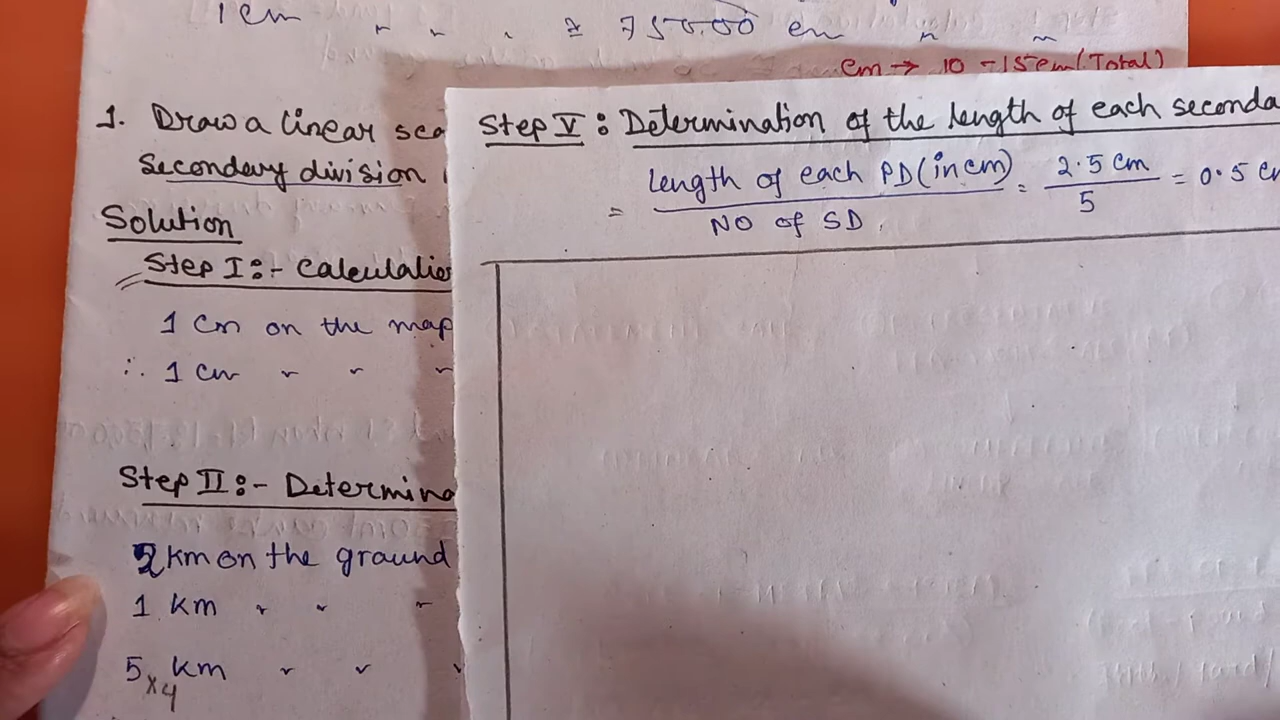 1 cm " " " = 75000 cm " "
cm → 10 - 15 cm (Total)
1. Draw a linear sca
Secondary division
Solution
Step I:- Calculatio
1 Cm on the map
∴ 1 cm " " "
Step II:- Determina
2 km on the ground
1 km " " "
5 km " " "
x4
Step V : Determination of the length of each seconda
= length of each PD (in cm) / NO of SD. = 2.5 cm / 5 = 0.5 cm